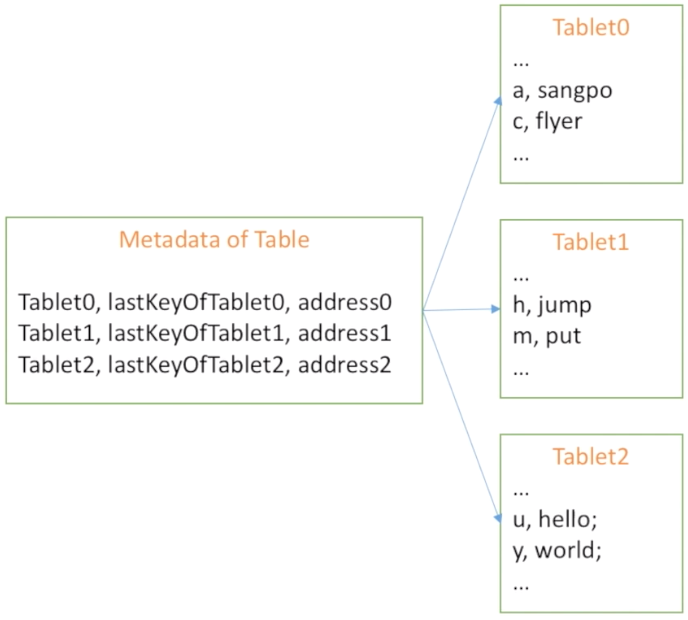 Tablet0
...
a, sangpo
c, flyer
...
Metadata of Table
Tablet0, lastKeyOfTablet0, address0
Tablet1, lastKeyOfTablet1, address1
Tablet2, lastKeyOfTablet2, address2
Tablet1
...
h, jump
m, put
...
Tablet2
...
u, hello;
y, world;
...